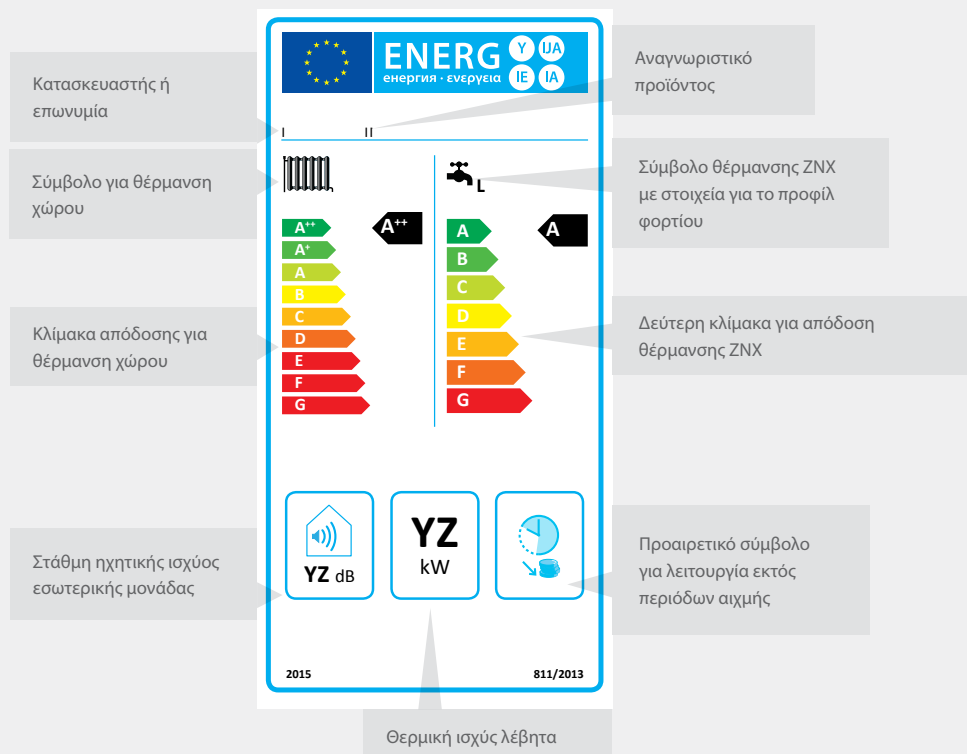 ENERG Y IJA
енергия · ενεργεια IE IA
Κατασκευαστής ή
επωνυμία
Αναγνωριστικό
προϊόντος
I II
Σύμβολο για θέρμανση
χώρου
L
Σύμβολο θέρμανσης ΖΝΧ
με στοιχεία για το προφίλ
φορτίου
A++
A+
A
B
C
D
E
F
G
A++
A
B
C
D
E
F
G
A
Κλίμακα απόδοσης για
θέρμανση χώρου
Δεύτερη κλίμακα για απόδοση
θέρμανσης ΖΝΧ
Στάθμη ηχητικής ισχύος
εσωτερικής μονάδας
YZ dB
YZ
kW
Προαιρετικό σύμβολο
για λειτουργία εκτός
περιόδων αιχμής
2015
811/2013
Θερμική ισχύς λέβητα